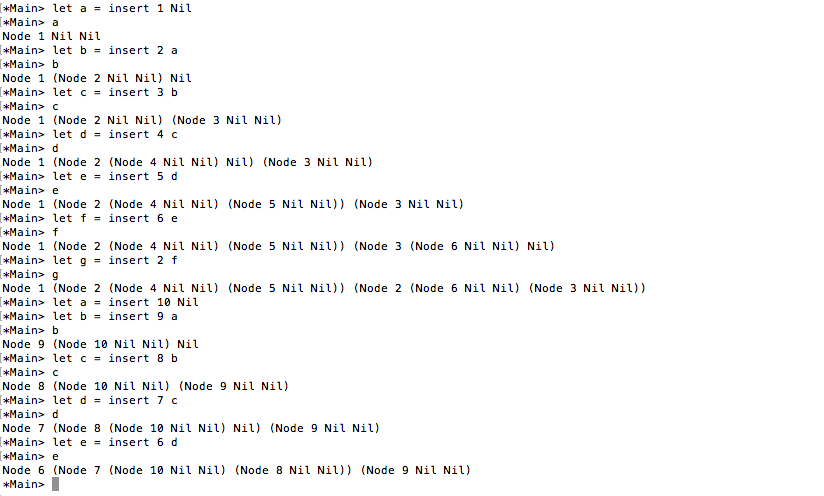 [*Main> let a = insert 1 Nil
[*Main> a
Node 1 Nil Nil
[*Main> let b = insert 2 a
[*Main> b
Node 1 (Node 2 Nil Nil) Nil
[*Main> let c = insert 3 b
[*Main> c
Node 1 (Node 2 Nil Nil) (Node 3 Nil Nil)
[*Main> let d = insert 4 c
[*Main> d
Node 1 (Node 2 (Node 4 Nil Nil) Nil) (Node 3 Nil Nil)
[*Main> let e = insert 5 d
[*Main> e
Node 1 (Node 2 (Node 4 Nil Nil) (Node 5 Nil Nil)) (Node 3 Nil Nil)
[*Main> let f = insert 6 e
[*Main> f
Node 1 (Node 2 (Node 4 Nil Nil) (Node 5 Nil Nil)) (Node 3 (Node 6 Nil Nil) Nil)
[*Main> let g = insert 2 f
[*Main> g
Node 1 (Node 2 (Node 4 Nil Nil) (Node 5 Nil Nil)) (Node 2 (Node 6 Nil Nil) (Node 3 Nil Nil))
[*Main> let a = insert 10 Nil
[*Main> let b = insert 9 a
[*Main> b
Node 9 (Node 10 Nil Nil) Nil
[*Main> let c = insert 8 b
[*Main> c
Node 8 (Node 10 Nil Nil) (Node 9 Nil Nil)
[*Main> let d = insert 7 c
[*Main> d
Node 7 (Node 8 (Node 10 Nil Nil) Nil) (Node 9 Nil Nil)
[*Main> let e = insert 6 d
[*Main> e
Node 6 (Node 7 (Node 10 Nil Nil) (Node 8 Nil Nil)) (Node 9 Nil Nil)
*Main>